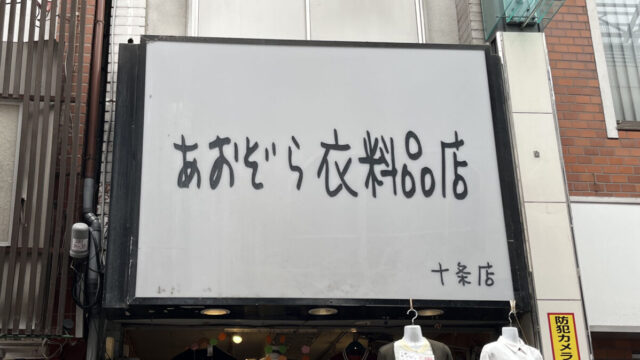 あおぞら衣料品店
十条店
防犯カメラ